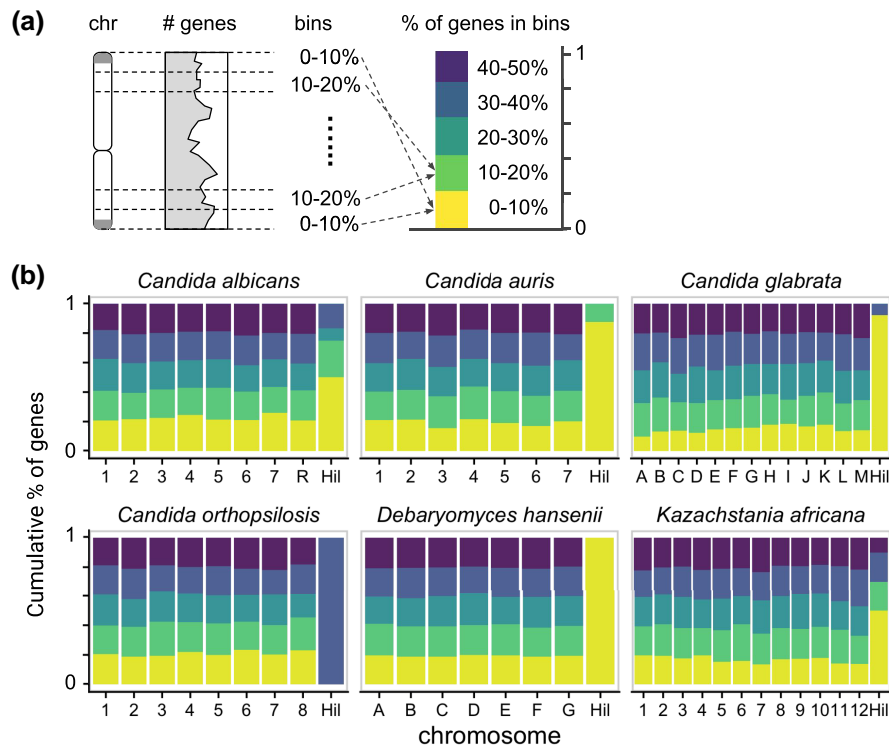 (a)
chr # genes bins % of genes in bins
0-10%
10-20%
10-20%
0-10%
40-50%
30-40%
20-30%
10-20%
0-10%
1
0
(b)
Cumulative % of genes
Candida albicans
1
0
1 2 3 4 5 6 7 R Hil
Candida auris
1 2 3 4 5 6 7 Hil
Candida glabrata
A B C D E F G H I J K L M Hil
Candida orthopsilosis
1
0
1 2 3 4 5 6 7 8 Hil
Debaryomyces hansenii
A B C D E F G Hil
Kazachstania africana
1 2 3 4 5 6 7 8 9 10 11 12 Hil
chromosome